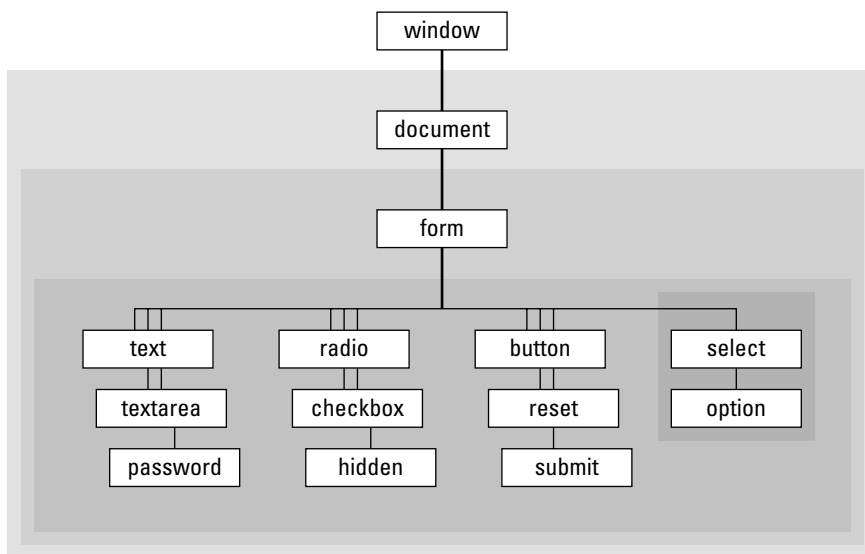 window
document
form
text
radio
button
select
textarea
checkbox
reset
option
password
hidden
submit